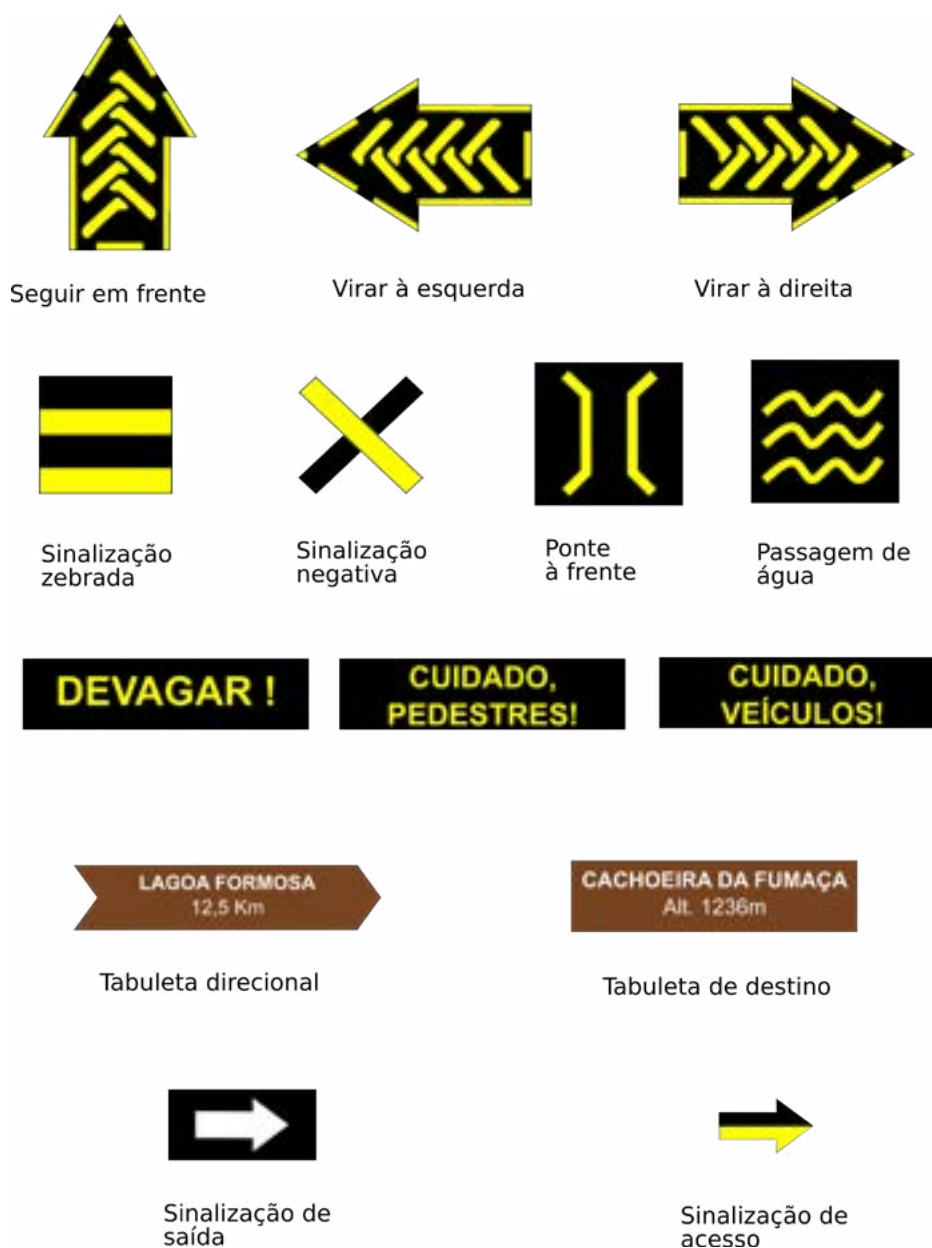 Seguir em frente
Virar à esquerda
Virar à direita
Sinalização
zebrada
Sinalização
negativa
Ponte
à frente
Passagem de
água
DEVAGAR !
CUIDADO,
PEDESTRES!
CUIDADO,
VEÍCULOS!
LAGOA FORMOSA
12,5 Km
CACHOEIRA DA FUMAÇA
Alt. 1236m
Tabuleta direcional
Tabuleta de destino
Sinalização de
saída
Sinalização de
acesso